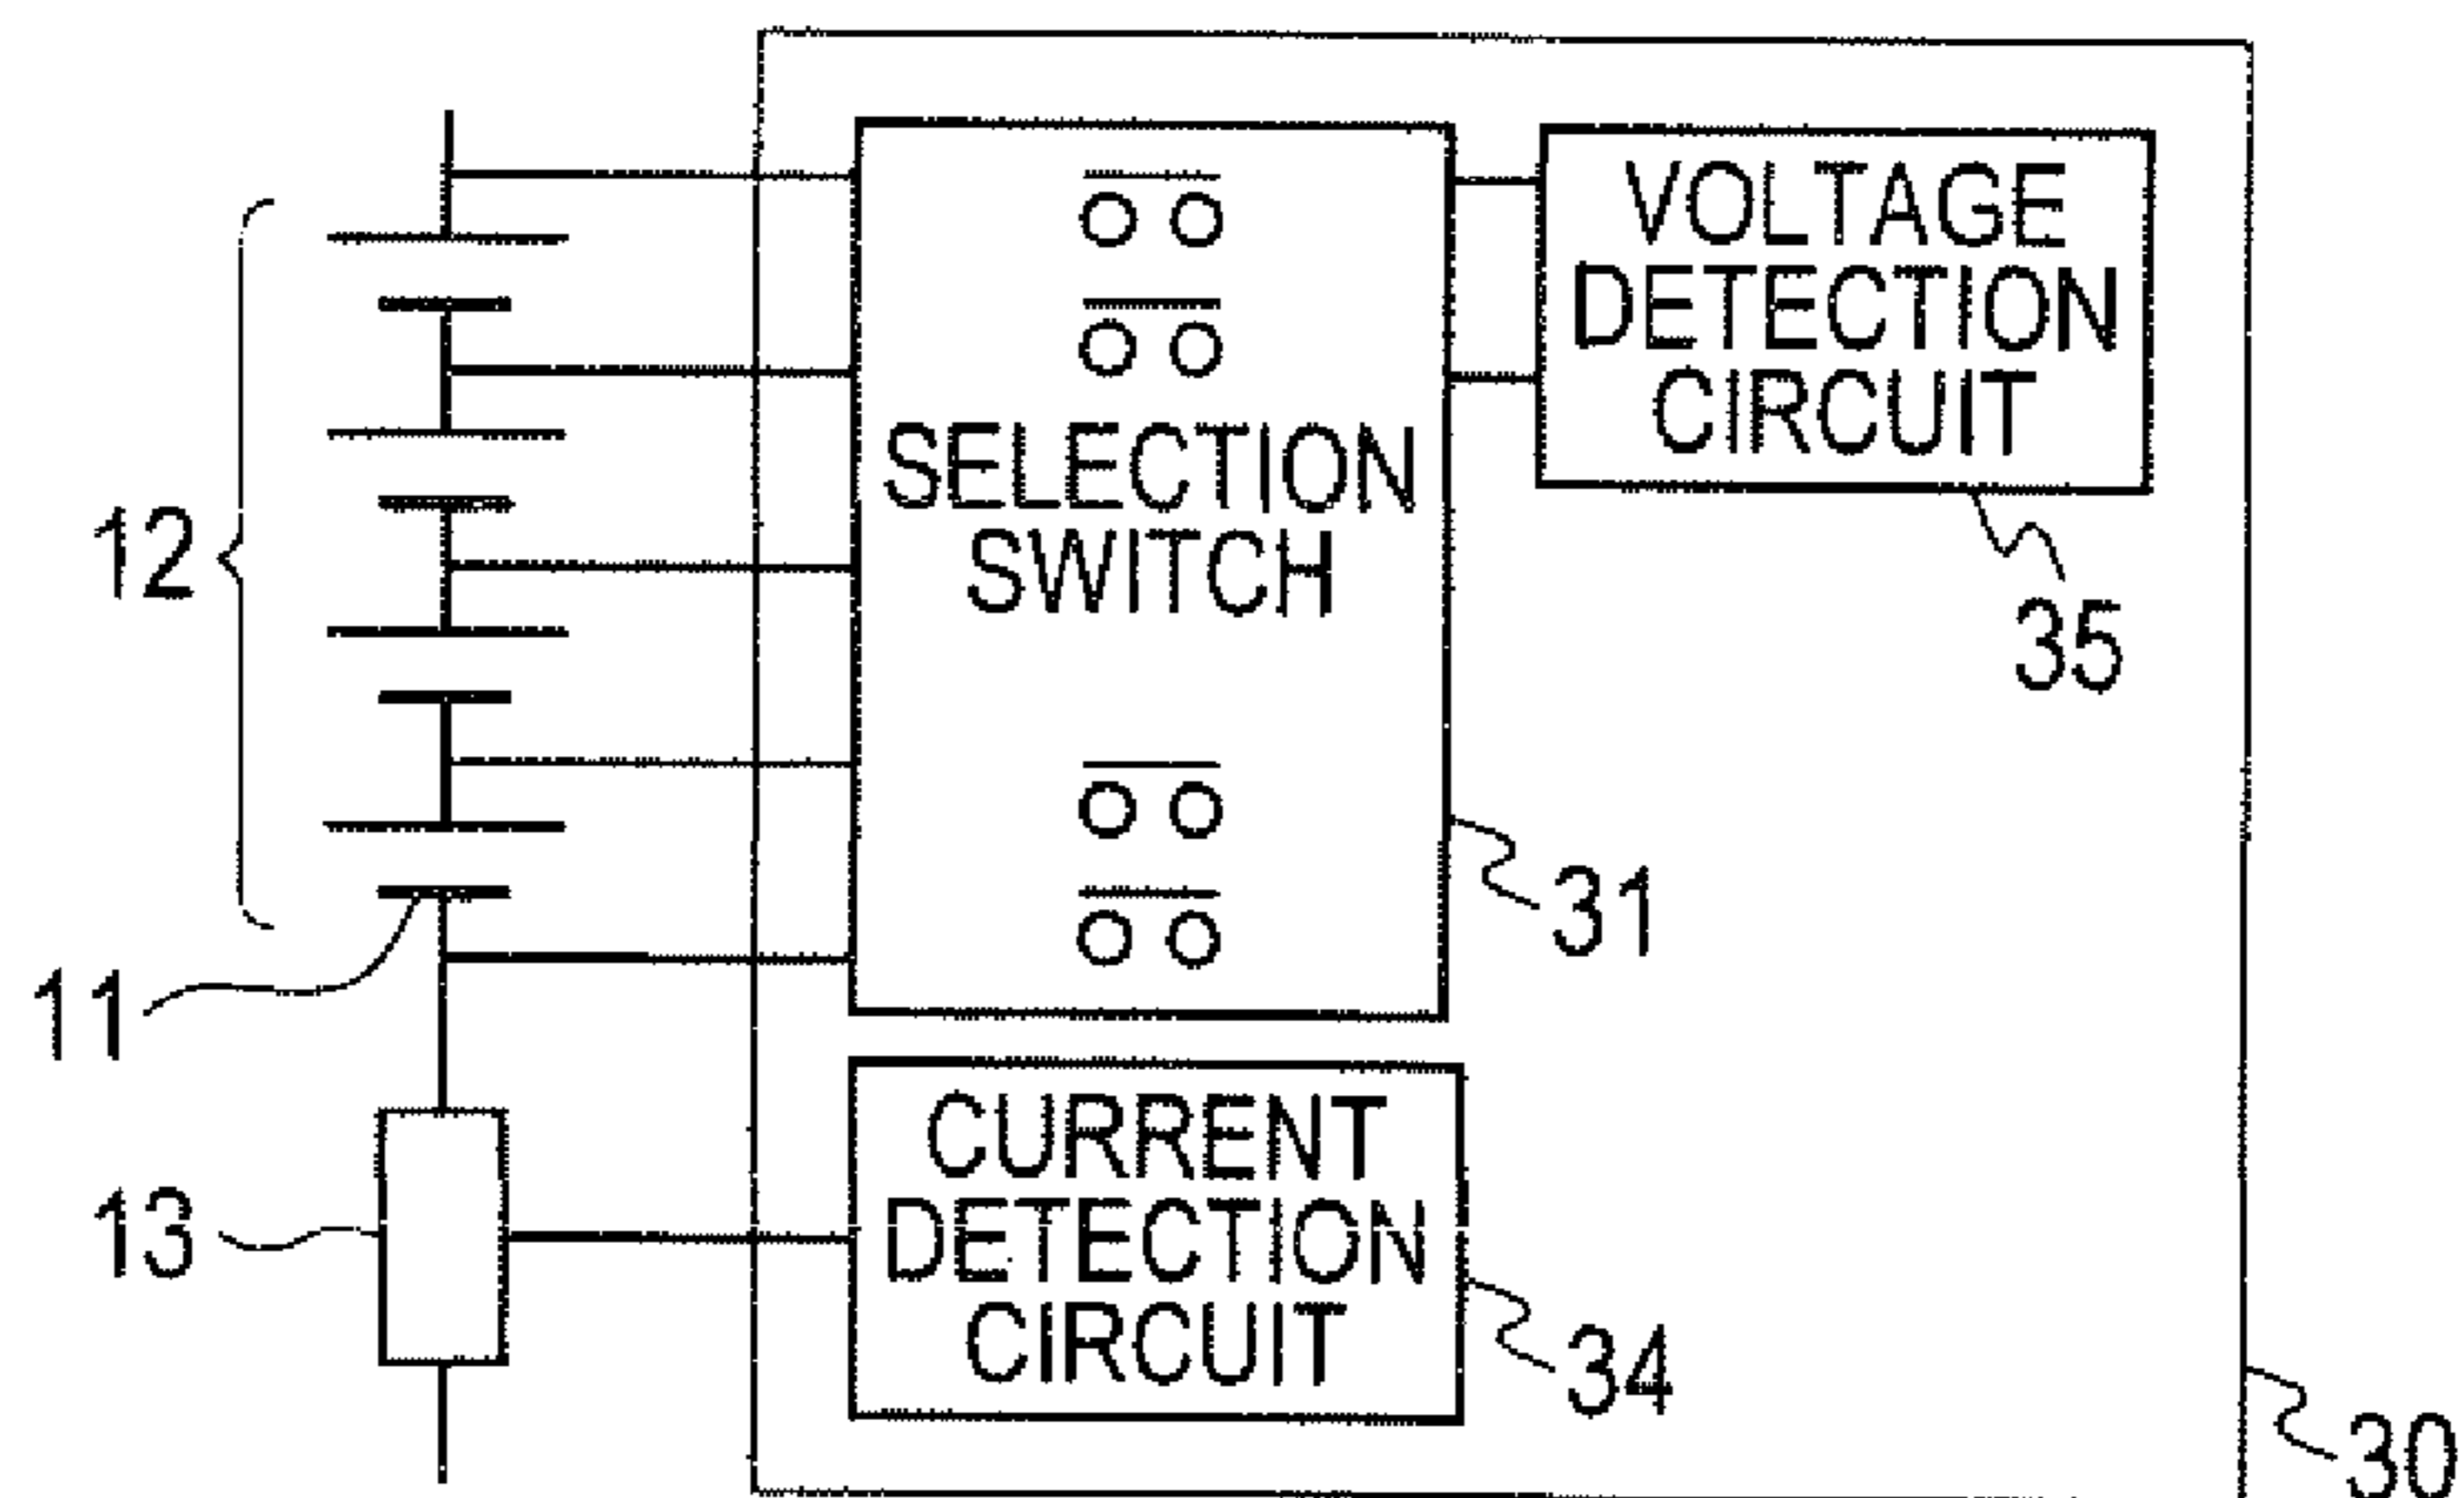 VOLTAGE
DETECTION
CIRCUIT
SELECTION
SWITCH
12
35
31
11
CURRENT
DETECTION
CIRCUIT
13
34
30